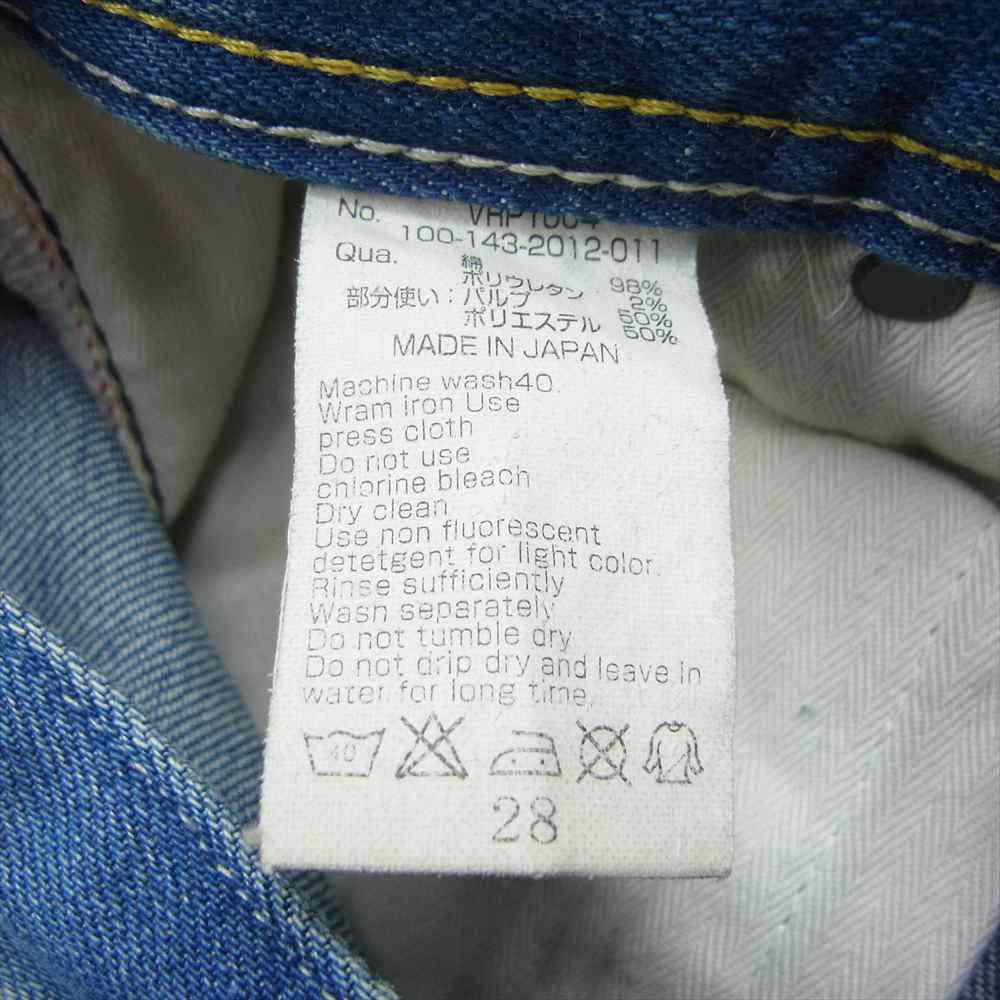 No. VHP1004
100-143-2012-011
Qua. 綿 98%
ポリウレタン 2%
部分使い：パルプ 50%
ポリエステル 50%
MADE IN JAPAN
Machine wash40.
Wram iron Use
press cloth
Do not use
chlorine bleach
Dry clean
Use non fluorescent
detetgent for light color.
Rinse sufficiently
Wash separately
Do not tumble dry
Do not drip dry and leave in
water for long time.
40
28